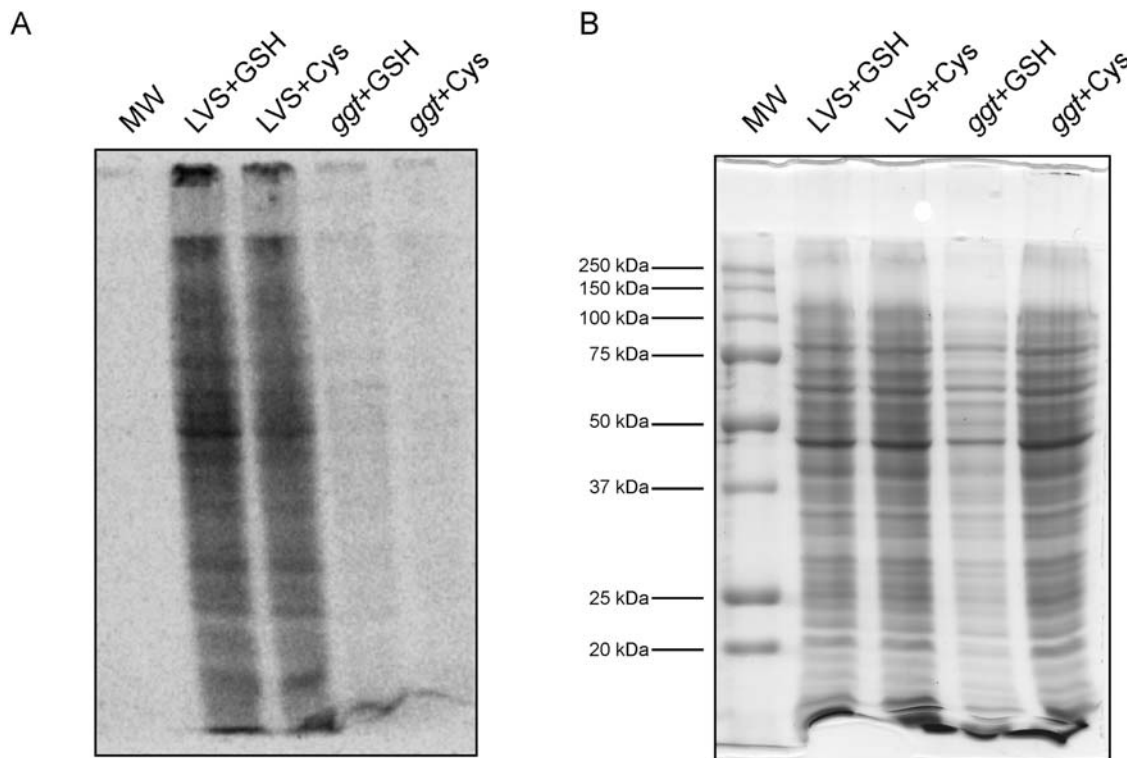 A
MW
LVS+GSH
LVS+Cys
ggt+GSH
ggt+Cys
B
MW
LVS+GSH
LVS+Cys
ggt+GSH
ggt+Cys
250 kDa
150 kDa
100 kDa
75 kDa
50 kDa
37 kDa
25 kDa
20 kDa